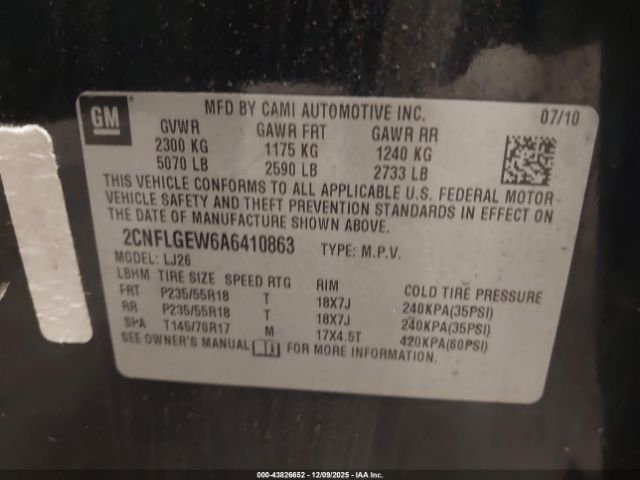 GM
MFD BY CAMI AUTOMOTIVE INC. 07/10
GVWR GAWR FRT GAWR RR
2300 KG 1175 KG 1240 KG
5070 LB 2590 LB 2733 LB
THIS VEHICLE CONFORMS TO ALL APPLICABLE U.S. FEDERAL MOTOR
VEHICLE SAFETY AND THEFT PREVENTION STANDARDS IN EFFECT ON
THE DATE OF MANUFACTURE SHOWN ABOVE.
2CNFLGEW6A6410863 TYPE: M.P.V.
MODEL: LJ26
LBHM TIRE SIZE SPEED RTG RIM COLD TIRE PRESSURE
FRT P235/55R18 T 18X7J 240KPA(35PSI)
RR P235/55R18 T 18X7J 240KPA(35PSI)
SPA T145/70R17 M 17X4.5T 420KPA(60PSI)
SEE OWNER'S MANUAL FOR MORE INFORMATION.
000-43826652 - 12/09/2025 - IAA Inc.